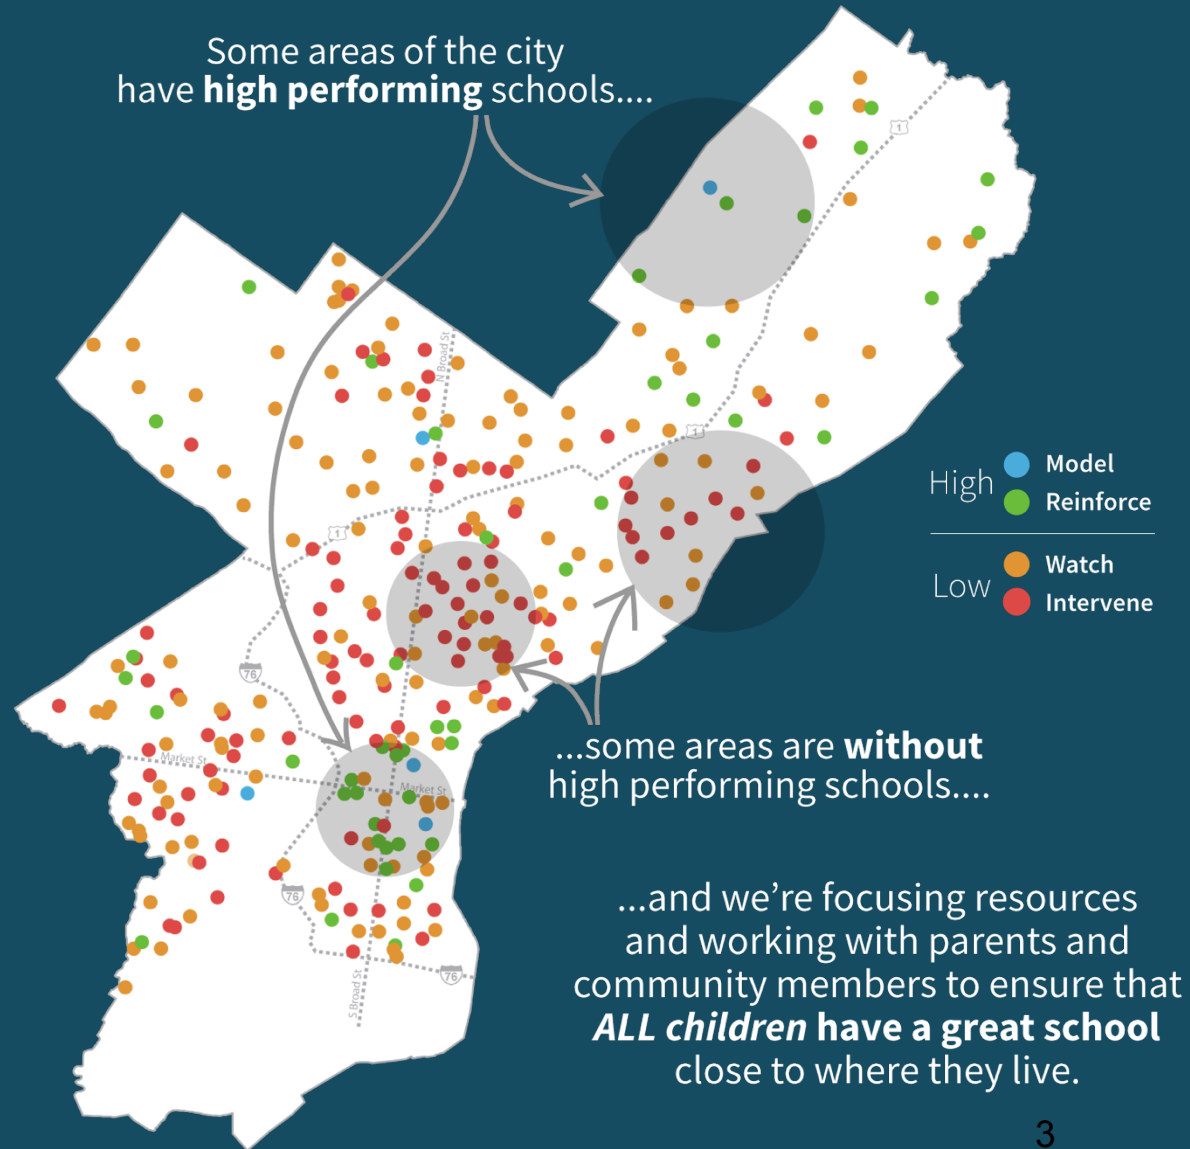 Some areas of the city
have high performing schools....
1
N Broad St
1
1
High
Model
Reinforce
Low
Watch
Intervene
76
Market St
...some areas are without
high performing schools....
Market St
76
...and we’re focusing resources
and working with parents and
community members to ensure that
ALL children have a great school
close to where they live.
76
S Broad St
3